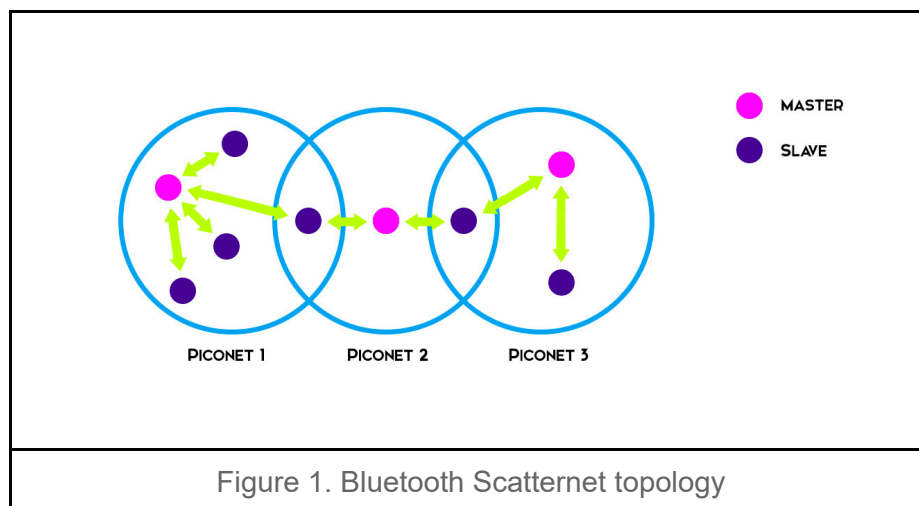 MASTER
SLAVE
PICONET 1
PICONET 2
PICONET 3
Figure 1. Bluetooth Scatternet topology